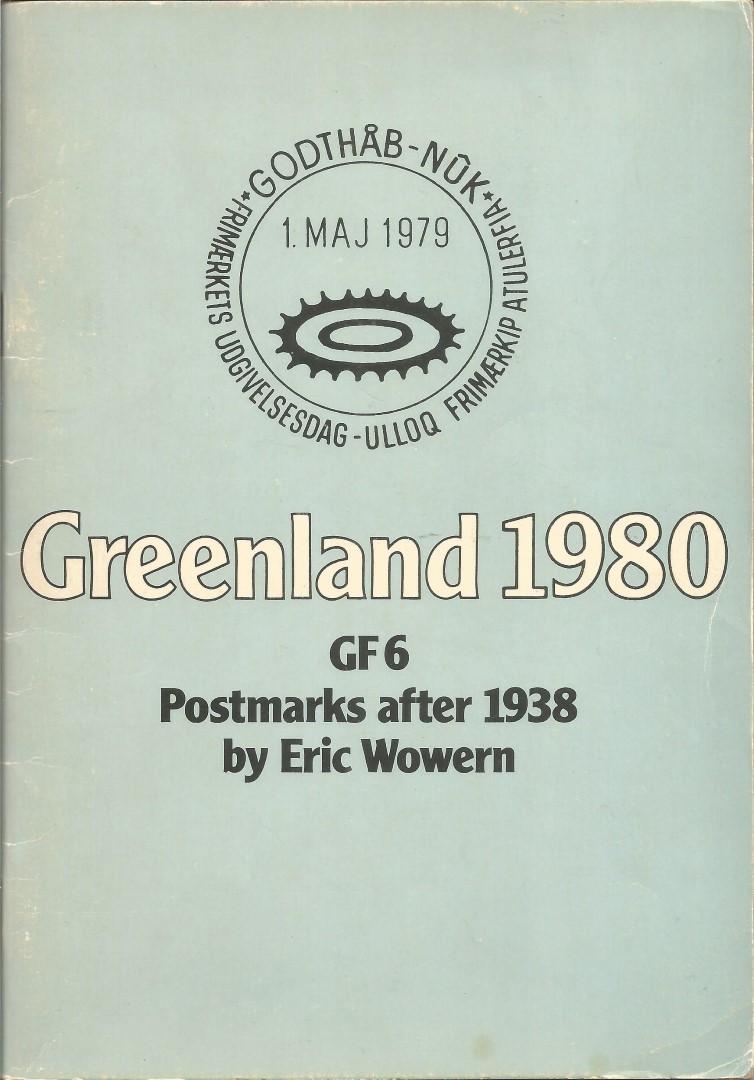 GODTHÅB-NÛK
*FRIMÆRKETS UDGIVELSESDAG-ULLOQ FRIMÆRKIP ATULERFIA*
1. MAJ 1979
Greenland 1980
GF 6
Postmarks after 1938
by Eric Wowern